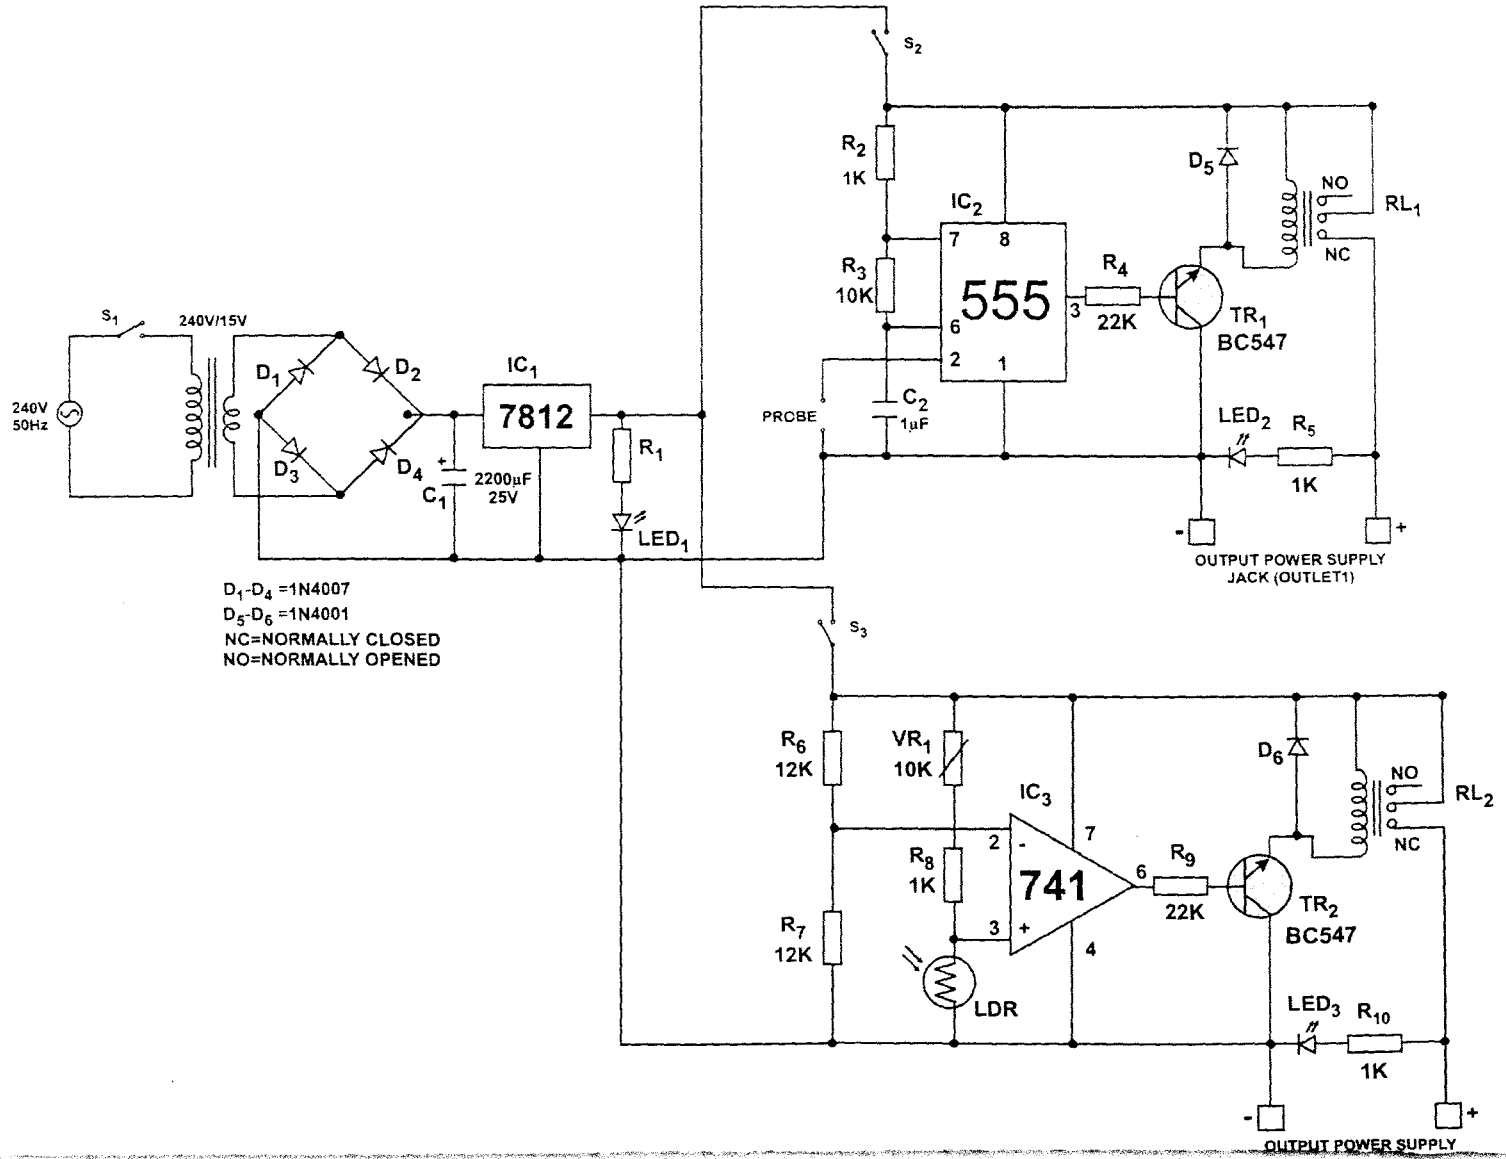 S2
R2
1K
D5
NO
RL1
NC
IC2
7
8
R3
10K
555
R4
3
22K
TR1
BC547
6
2
1
PROBE
C2
1µF
LED2
R5
1K
-
+
OUTPUT POWER SUPPLY
JACK (OUTLET1)
S1
240V/15V
240V
50Hz
D1
D2
D3
D4
IC1
7812
+
C1
2200µF
25V
R1
LED1
D1-D4 =1N4007
D5-D6 =1N4001
NC=NORMALLY CLOSED
NO=NORMALLY OPENED
S3
R6
12K
VR1
10K
D6
NO
RL2
NC
IC3
7
2
-
R8
1K
741
6
R9
22K
TR2
BC547
R7
12K
3
+
4
LDR
LED3
R10
1K
-
+
OUTPUT POWER SUPPLY